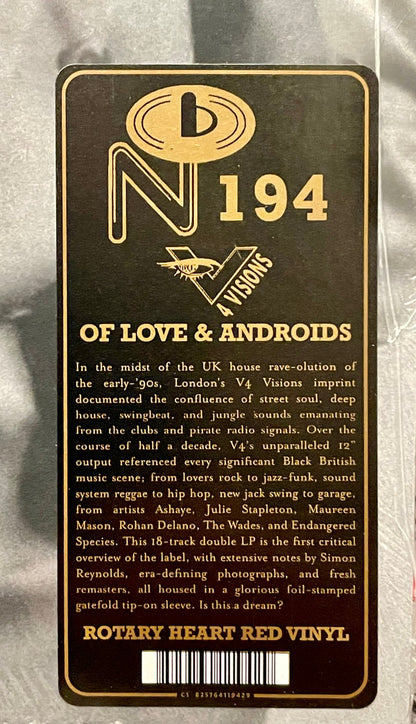 N 194
V
4 VISIONS
OF LOVE & ANDROIDS
In the midst of the UK house rave-olution of
the early-'90s, London's V4 Visions imprint
documented the confluence of street soul, deep
house, swingbeat, and jungle sounds emanating
from the clubs and pirate radio signals. Over the
course of half a decade, V4's unparalleled 12"
output referenced every significant Black British
music scene; from lovers rock to jazz-funk, sound
system reggae to hip hop, new jack swing to garage,
from artists Ashaye, Julie Stapleton, Maureen
Mason, Rohan Delano, The Wades, and Endangered
Species. This 18-track double LP is the first critical
overview of the label, with extensive notes by Simon
Reynolds, era-defining photographs, and fresh
remasters, all housed in a glorious foil-stamped
gatefold tip-on sleeve. Is this a dream?
ROTARY HEART RED VINYL
C1 825764119429